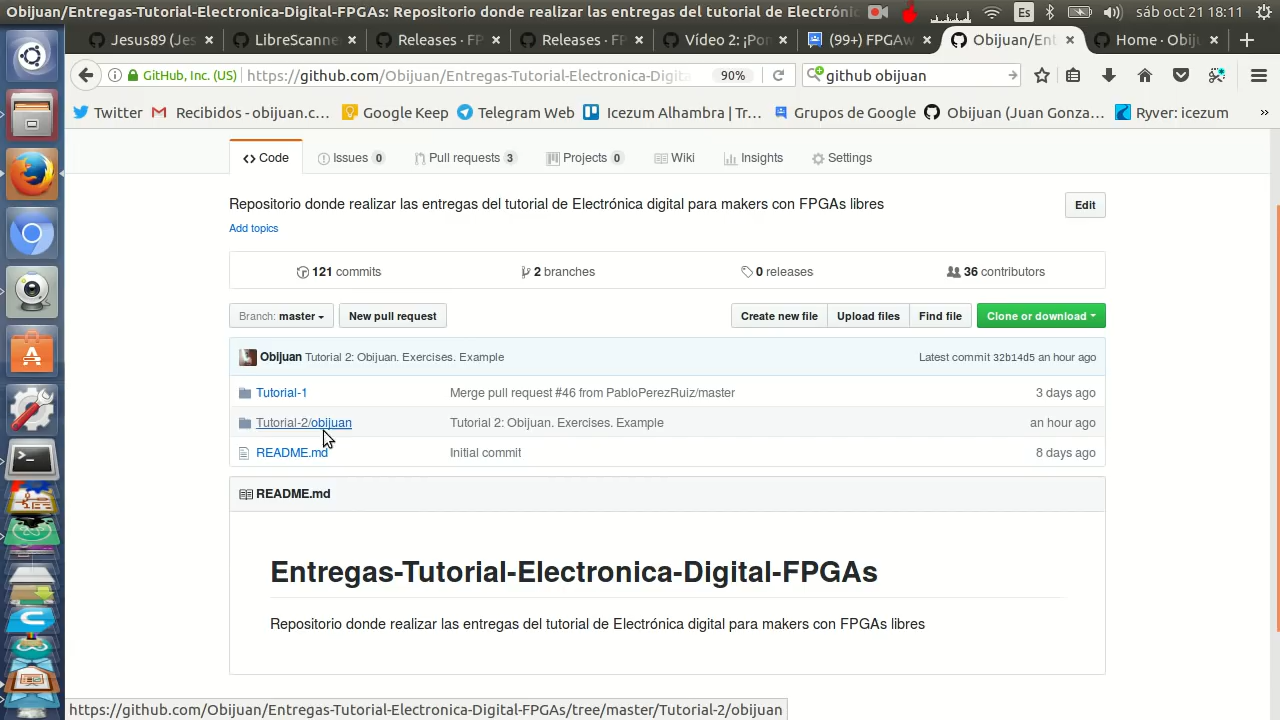 Obijuan/Entregas-Tutorial-Electronica-Digital-FPGAs: Repositorio donde realizar las entregas del tutorial de Electrónic
Es
sáb oct 21 18:11
Jesus89 (Jes
LibreScanne
Releases · FP
Releases · FP
Vídeo 2: ¡Por
(99+) FPGAw
Obijuan/Ent
Home · Obiju
GitHub, Inc. (US)
https://github.com/Obijuan/Entregas-Tutorial-Electronica-Digita
90%
github obijuan
Twitter
Recibidos - obijuan.c...
Google Keep
Telegram Web
Icezum Alhambra | Tr...
Grupos de Google
Obijuan (Juan Gonza...
Ryver: icezum
Code
Issues 0
Pull requests 3
Projects 0
Wiki
Insights
Settings
Repositorio donde realizar las entregas del tutorial de Electrónica digital para makers con FPGAs libres
Edit
Add topics
121 commits
2 branches
0 releases
36 contributors
Branch: master
New pull request
Create new file
Upload files
Find file
Clone or download
Obijuan Tutorial 2: Obijuan. Exercises. Example
Latest commit 32b14d5 an hour ago
Tutorial-1
Merge pull request #46 from PabloPerezRuiz/master
3 days ago
Tutorial-2/obijuan
Tutorial 2: Obijuan. Exercises. Example
an hour ago
README.md
Initial commit
8 days ago
README.md
Entregas-Tutorial-Electronica-Digital-FPGAs
Repositorio donde realizar las entregas del tutorial de Electrónica digital para makers con FPGAs libres
https://github.com/Obijuan/Entregas-Tutorial-Electronica-Digital-FPGAs/tree/master/Tutorial-2/obijuan